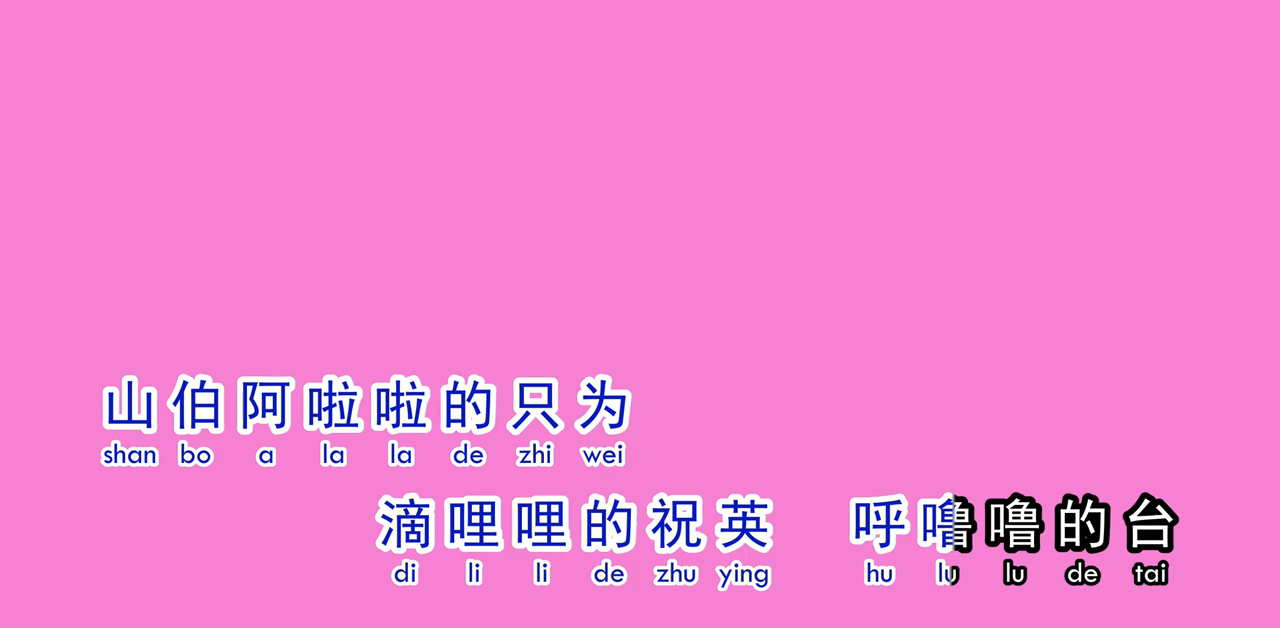 山伯阿啦啦的只为
shan bo a la la de zhi wei
滴哩哩的祝英 呼噜噜的台
di li li de zhu ying hu lu lu de tai